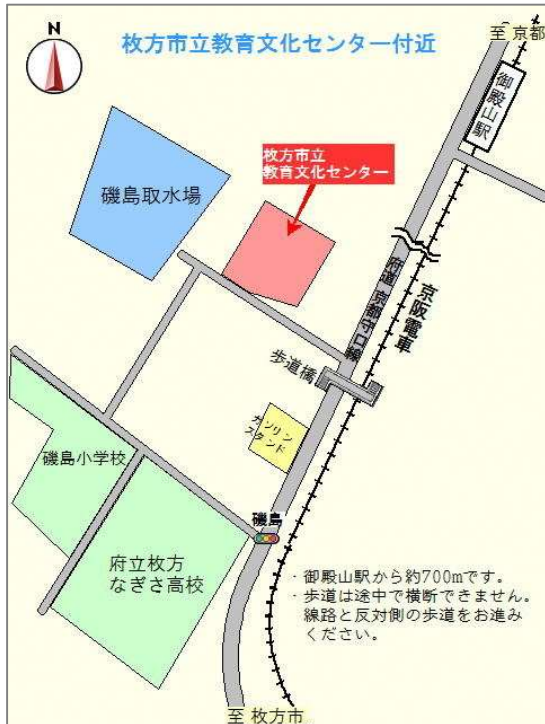 N
枚方市立教育文化センター付近
至 京都
御殿山駅
枚方市立
教育文化センター
磯島取水場
府道 京都守口線
京阪電車
歩道橋
ガソリン
スタンド
磯島小学校
磯島
府立枚方
なぎさ高校
・御殿山駅から約700mです。
・歩道は途中で横断できません。
線路と反対側の歩道をお進み
ください。
至 枚方市